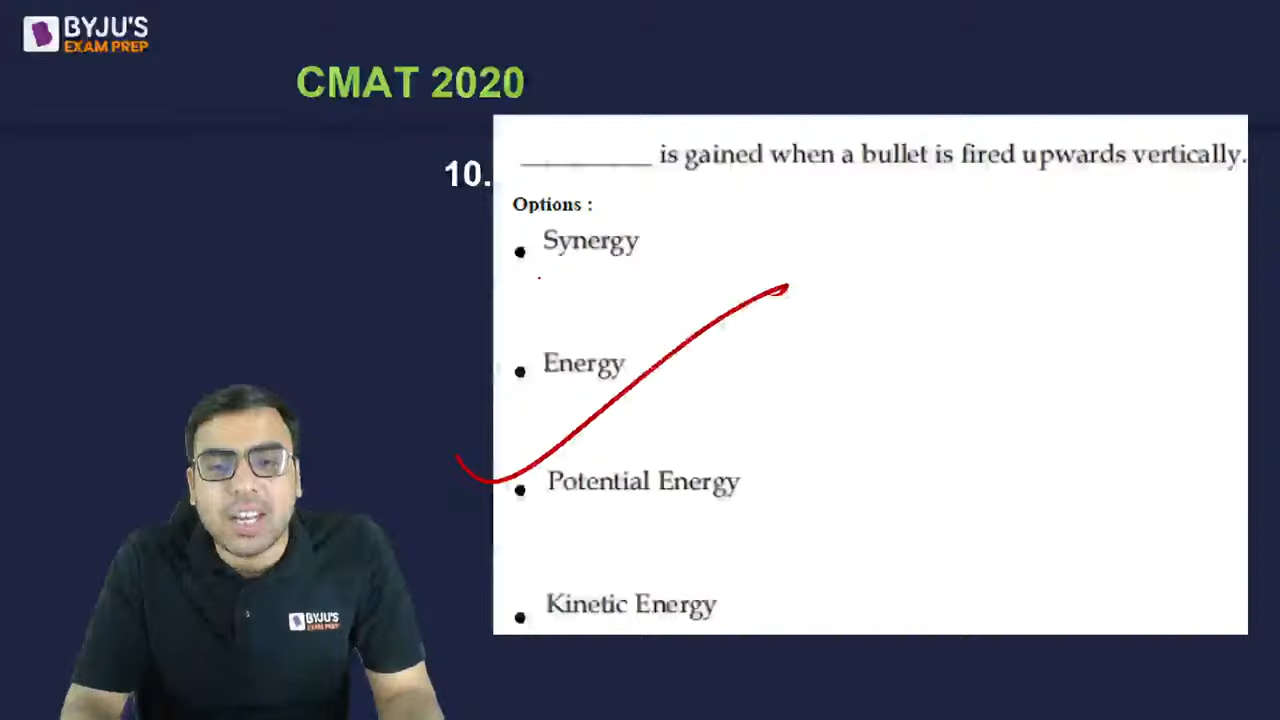 BYJU'S
EXAM PREP
CMAT 2020
10.
__________ is gained when a bullet is fired upwards vertically.
Options :
• Synergy
• Energy
• Potential Energy
• Kinetic Energy
BYJU'S
EXAM PREP